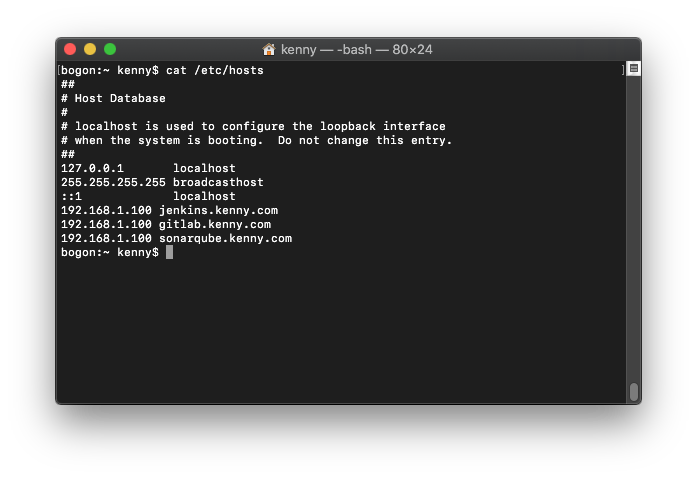 kenny — -bash — 80×24
[bogon:~ kenny$ cat /etc/hosts ]
##
# Host Database
#
# localhost is used to configure the loopback interface
# when the system is booting.  Do not change this entry.
##
127.0.0.1       localhost
255.255.255.255 broadcasthost
::1             localhost
192.168.1.100 jenkins.kenny.com
192.168.1.100 gitlab.kenny.com
192.168.1.100 sonarqube.kenny.com
bogon:~ kenny$